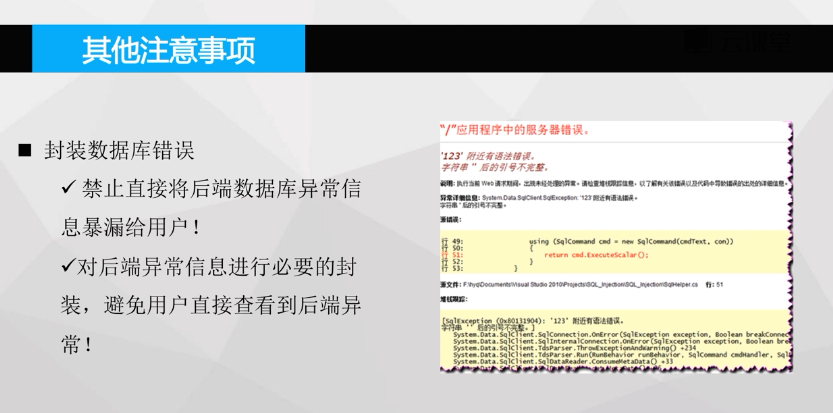 其他注意事项
■ 封装数据库错误
✓ 禁止直接将后端数据库异常信
息暴漏给用户！
✓对后端异常信息进行必要的封
装，避免用户直接查看到后端异
常！
“/”应用程序中的服务器错误。
'123' 附近有语法错误。
字符串 '' 后的引号不完整。
说明: 执行当前 Web 请求期间，出现未经处理的异常。请检查堆栈跟踪信息，以了解有关该错误以及代码中导致错误的出处的详细信息。
异常详细信息: System.Data.SqlClient.SqlException: '123' 附近有语法错误。
字符串 '' 后的引号不完整。
源错误:
行 49: using (SqlCommand cmd = new SqlCommand(cmdText, con))
行 50: {
行 51: return cmd.ExecuteScalar();
行 52: }
行 53: }
源文件: F:\hyq\Documents\Visual Studio 2010\Projects\SQL_Injection\SQL_Injection\SqlHelper.cs 行: 51
堆栈跟踪:
[SqlException (0x80131904): '123' 附近有语法错误。
字符串 '' 后的引号不完整。]
System.Data.SqlClient.SqlConnection.OnError(SqlException exception, Boolean breakConnec
System.Data.SqlClient.SqlInternalConnection.OnError(SqlException exception, Boolean brea
System.Data.SqlClient.TdsParser.ThrowExceptionAndWarning() +234
System.Data.SqlClient.TdsParser.Run(RunBehavior runBehavior, SqlCommand cmdHandler, Sql
System.Data.SqlClient.SqlDataReader.ConsumeMetaData() +33